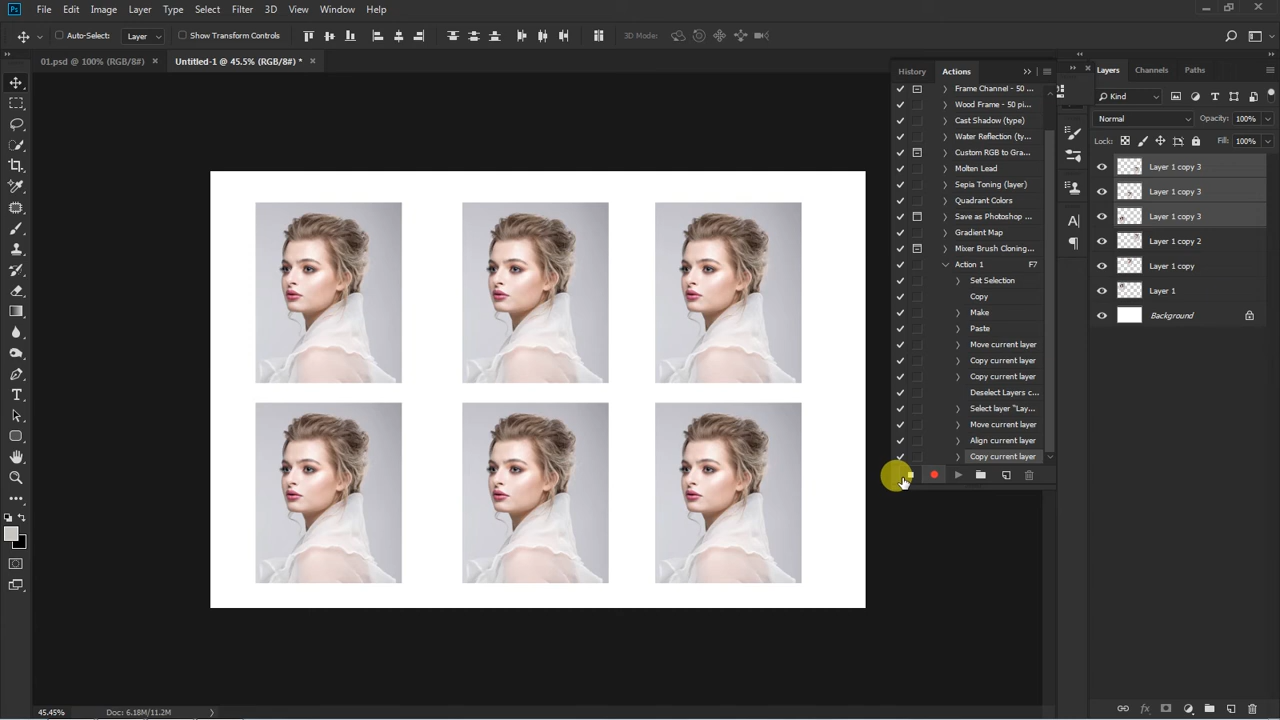 Ps File Edit Image Layer Type Select Filter 3D View Window Help
Auto-Select: Layer Show Transform Controls 3D Mode:
01.psd @ 100% (RGB/8#) × Untitled-1 @ 45.5% (RGB/8#) * ×
History Actions
Frame Channel - 50 ...
Wood Frame - 50 pi...
Cast Shadow (type)
Water Reflection (ty...
Custom RGB to Gra...
Molten Lead
Sepia Toning (layer)
Quadrant Colors
Save as Photoshop ...
Gradient Map
Mixer Brush Cloning...
Action 1 F7
Set Selection
Copy
Make
Paste
Move current layer
Copy current layer
Copy current layer
Deselect Layers c...
Select layer "Lay...
Move current layer
Align current layer
Copy current layer
Layers Channels Paths
Kind
Normal Opacity: 100%
Lock: Fill: 100%
Layer 1 copy 3
Layer 1 copy 3
Layer 1 copy 3
Layer 1 copy 2
Layer 1 copy
Layer 1
Background
45.45% Doc: 6.18M/11.2M